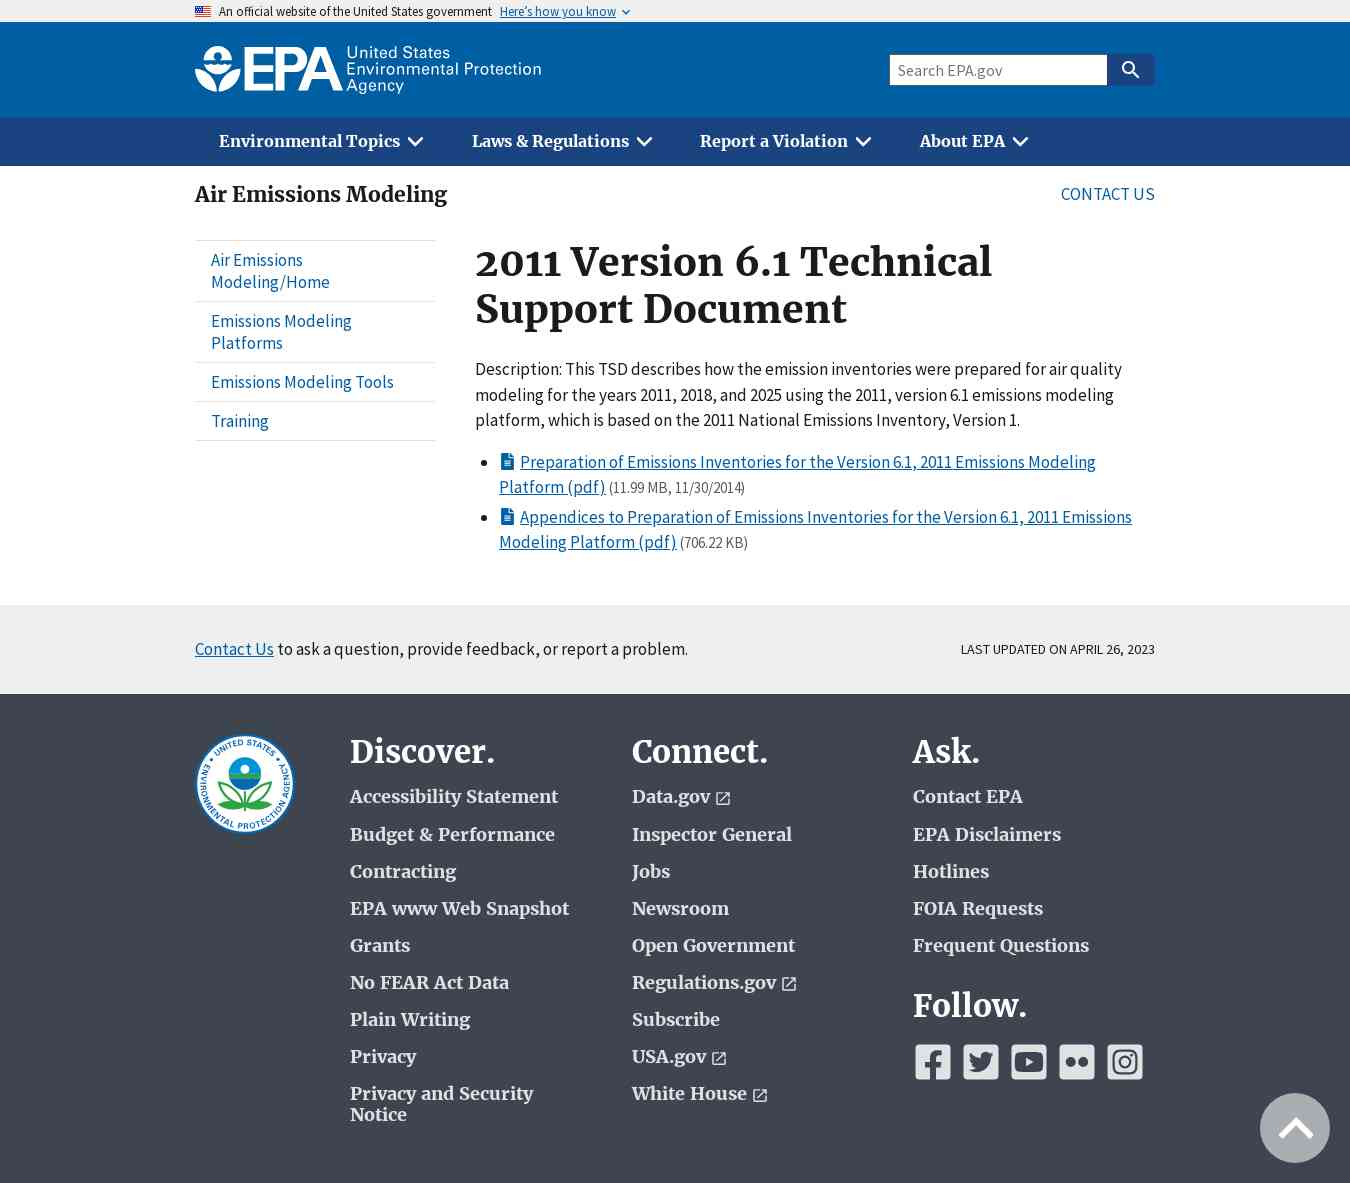 An official website of the United States government Here's how you know
EPA United States
Environmental Protection
Agency
Search EPA.gov
Environmental Topics Laws & Regulations Report a Violation About EPA
Air Emissions Modeling
CONTACT US
Air Emissions
Modeling/Home
Emissions Modeling
Platforms
Emissions Modeling Tools
Training
2011 Version 6.1 Technical
Support Document
Description: This TSD describes how the emission inventories were prepared for air quality
modeling for the years 2011, 2018, and 2025 using the 2011, version 6.1 emissions modeling
platform, which is based on the 2011 National Emissions Inventory, Version 1.
Preparation of Emissions Inventories for the Version 6.1, 2011 Emissions Modeling
Platform (pdf) (11.99 MB, 11/30/2014)
Appendices to Preparation of Emissions Inventories for the Version 6.1, 2011 Emissions
Modeling Platform (pdf) (706.22 KB)
Contact Us to ask a question, provide feedback, or report a problem.
LAST UPDATED ON APRIL 26, 2023
UNITED STATES
ENVIRONMENTAL PROTECTION AGENCY
Discover.
Accessibility Statement
Budget & Performance
Contracting
EPA www Web Snapshot
Grants
No FEAR Act Data
Plain Writing
Privacy
Privacy and Security
Notice
Connect.
Data.gov
Inspector General
Jobs
Newsroom
Open Government
Regulations.gov
Subscribe
USA.gov
White House
Ask.
Contact EPA
EPA Disclaimers
Hotlines
FOIA Requests
Frequent Questions
Follow.